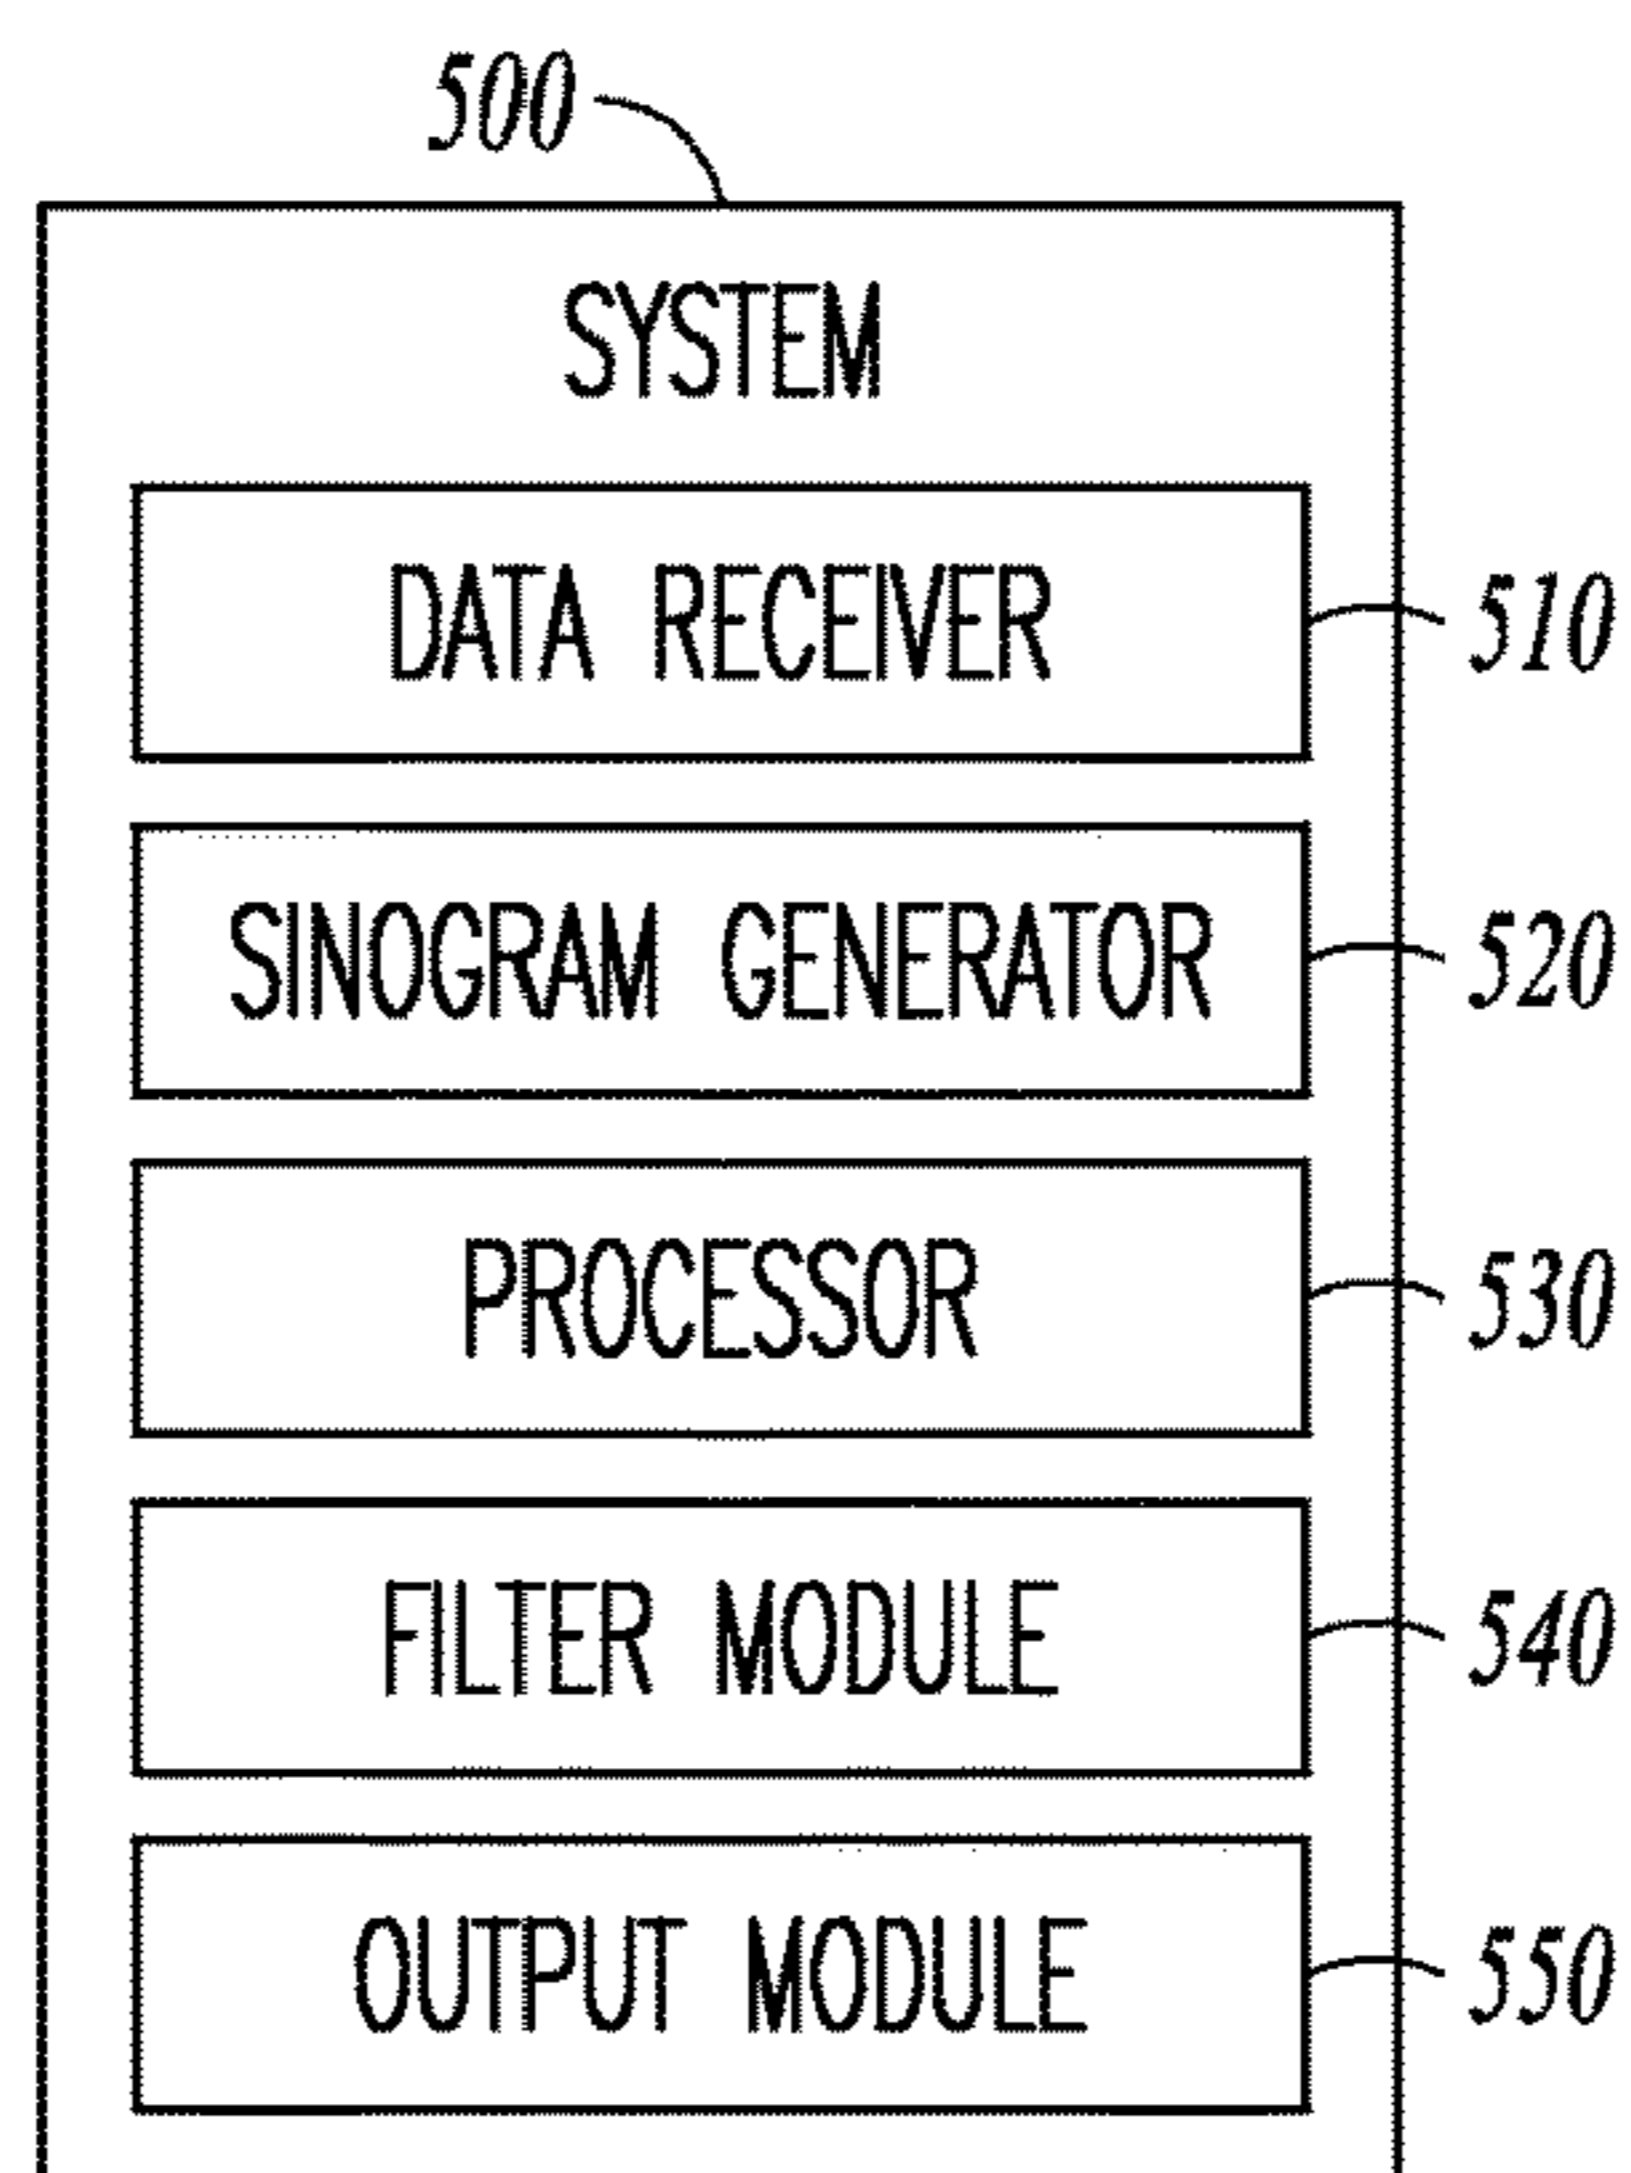 500
SYSTEM
DATA RECEIVER 510
SINOGRAM GENERATOR 520
PROCESSOR 530
FILTER MODULE 540
OUTPUT MODULE 550